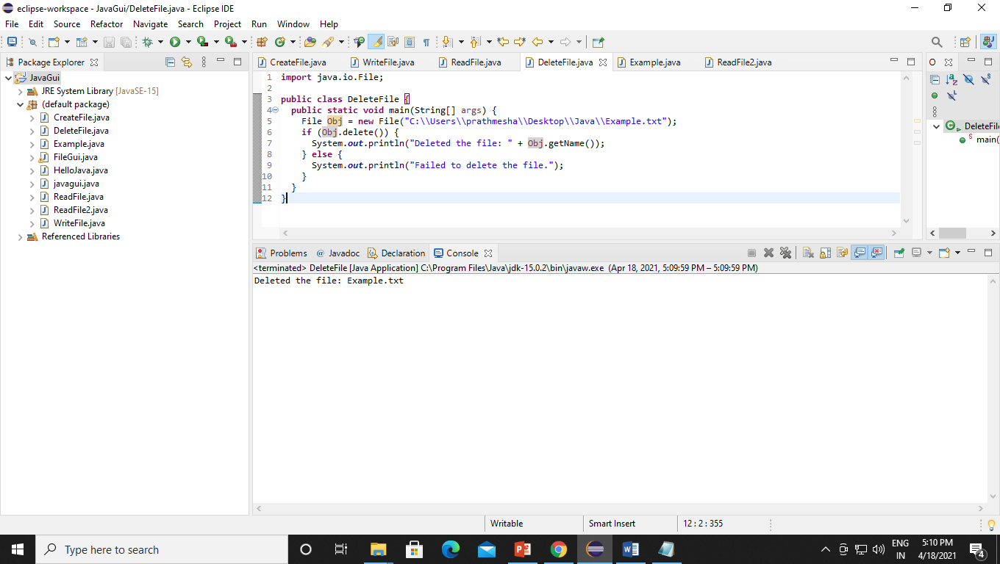 eclipse-workspace - JavaGui/DeleteFile.java - Eclipse IDE
File Edit Source Refactor Navigate Search Project Run Window Help
Package Explorer
JavaGui
JRE System Library [JavaSE-15]
(default package)
CreateFile.java
DeleteFile.java
Example.java
FileGui.java
HelloJava.java
javagui.java
ReadFile.java
ReadFile2.java
WriteFile.java
Referenced Libraries
CreateFile.java WriteFile.java ReadFile.java DeleteFile.java Example.java ReadFile2.java
1 import java.io.File;
2
3 public class DeleteFile {
4 public static void main(String[] args) {
5 File Obj = new File("C:\\Users\\prathmesha\\Desktop\\Java\\Example.txt");
6 if (Obj.delete()) {
7 System.out.println("Deleted the file: " + Obj.getName());
8 } else {
9 System.out.println("Failed to delete the file.");
10 }
11 }
12 }
O
DeleteFile
main(
Problems @ Javadoc Declaration Console
<terminated> DeleteFile [Java Application] C:\Program Files\Java\jdk-15.0.2\bin\javaw.exe (Apr 18, 2021, 5:09:59 PM – 5:09:59 PM)
Deleted the file: Example.txt
Writable Smart Insert 12 : 2 : 355
Type here to search
ENG
IN
5:10 PM
4/18/2021
4